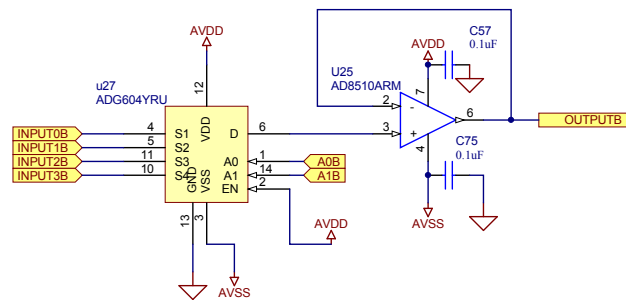 C57
0.1uF
AVDD
AVDD
u27
ADG604YRU
U25
AD8510ARM
12
7
VDD
INPUT0B 4 S1 D 6
2 -
6
OUTPUTB
INPUT1B 5 S2
3 +
INPUT2B 11 S3 A0 1 A0B
INPUT3B 10 S4 A1 14 A1B
4
C75
0.1uF
GND
VSS
EN 2
13
3
AVDD
AVSS
AVSS